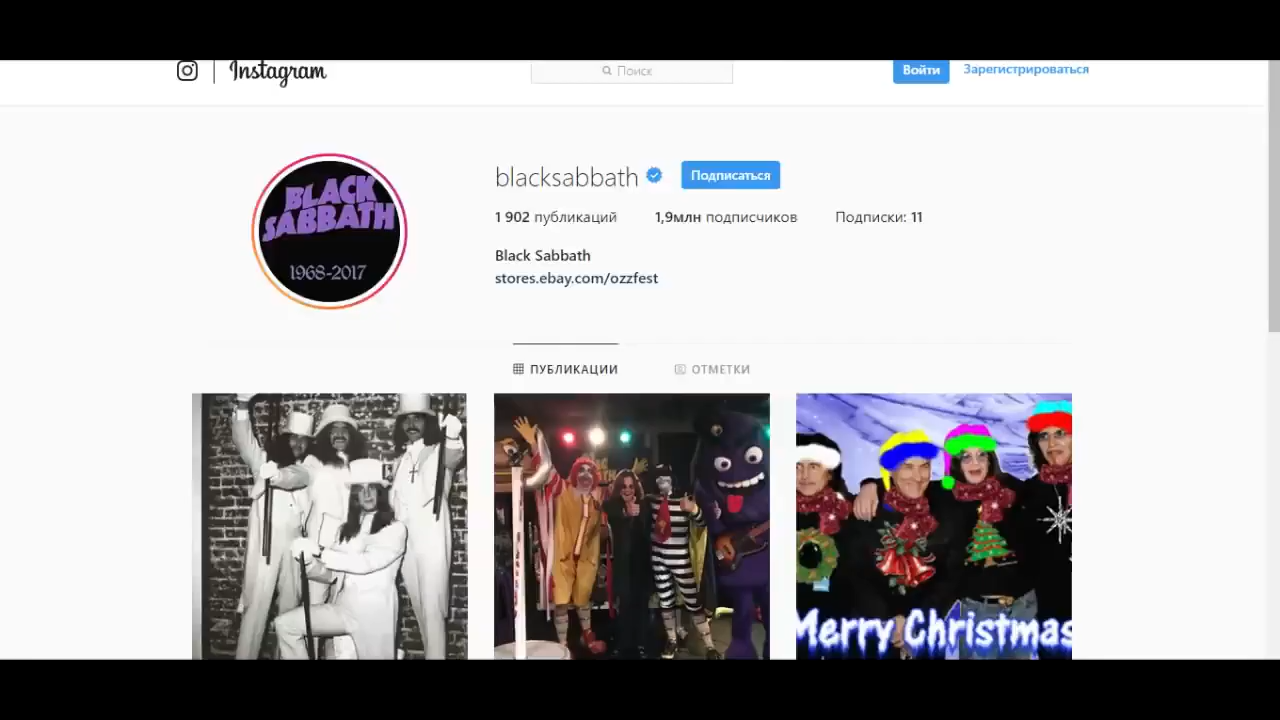 Instagram
Поиск
Войти
Зарегистрироваться
BLACK
SABBATH
1968-2017
blacksabbath
Подписаться
1 902 публикаций
1,9млн подписчиков
Подписки: 11
Black Sabbath
stores.ebay.com/ozzfest
ПУБЛИКАЦИИ
ОТМЕТКИ
Merry Christmas